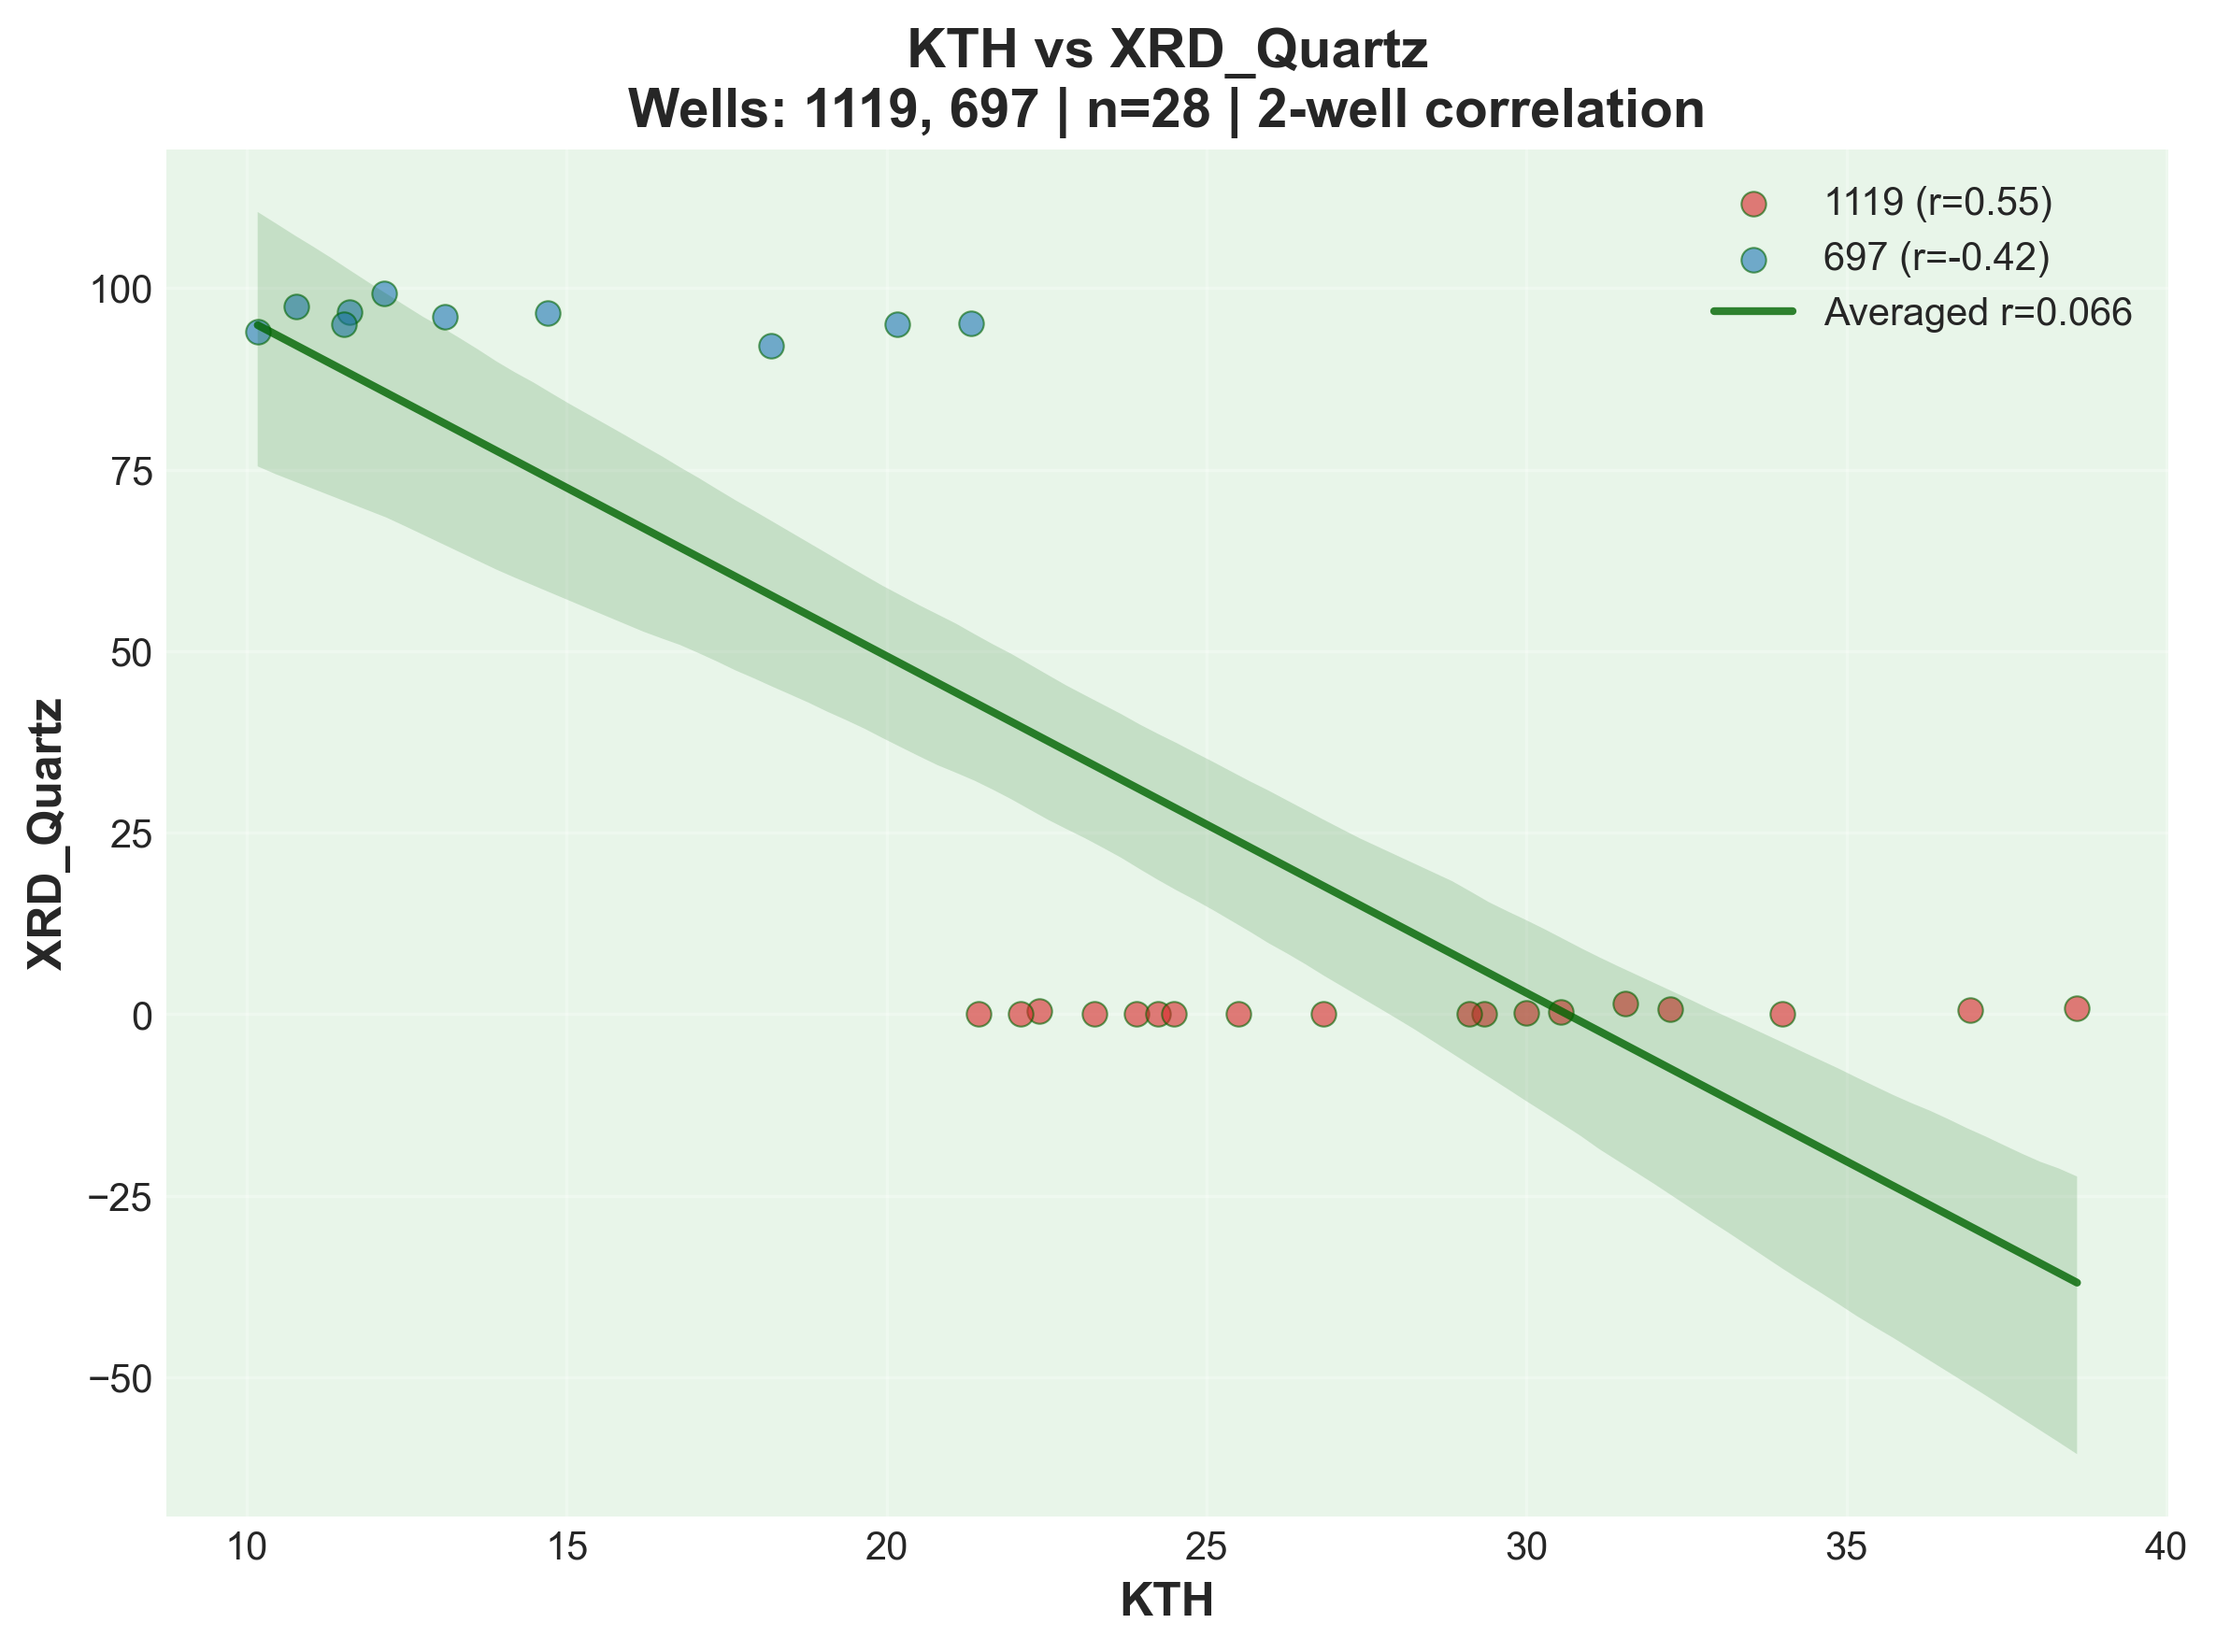 KTH vs XRD_Quartz
Wells: 1119, 697 | n=28 | 2-well correlation
1119 (r=0.55)
697 (r=-0.42)
Averaged r=0.066
XRD_Quartz
100
75
50
25
0
−25
−50
10 15 20 25 30 35 40
KTH